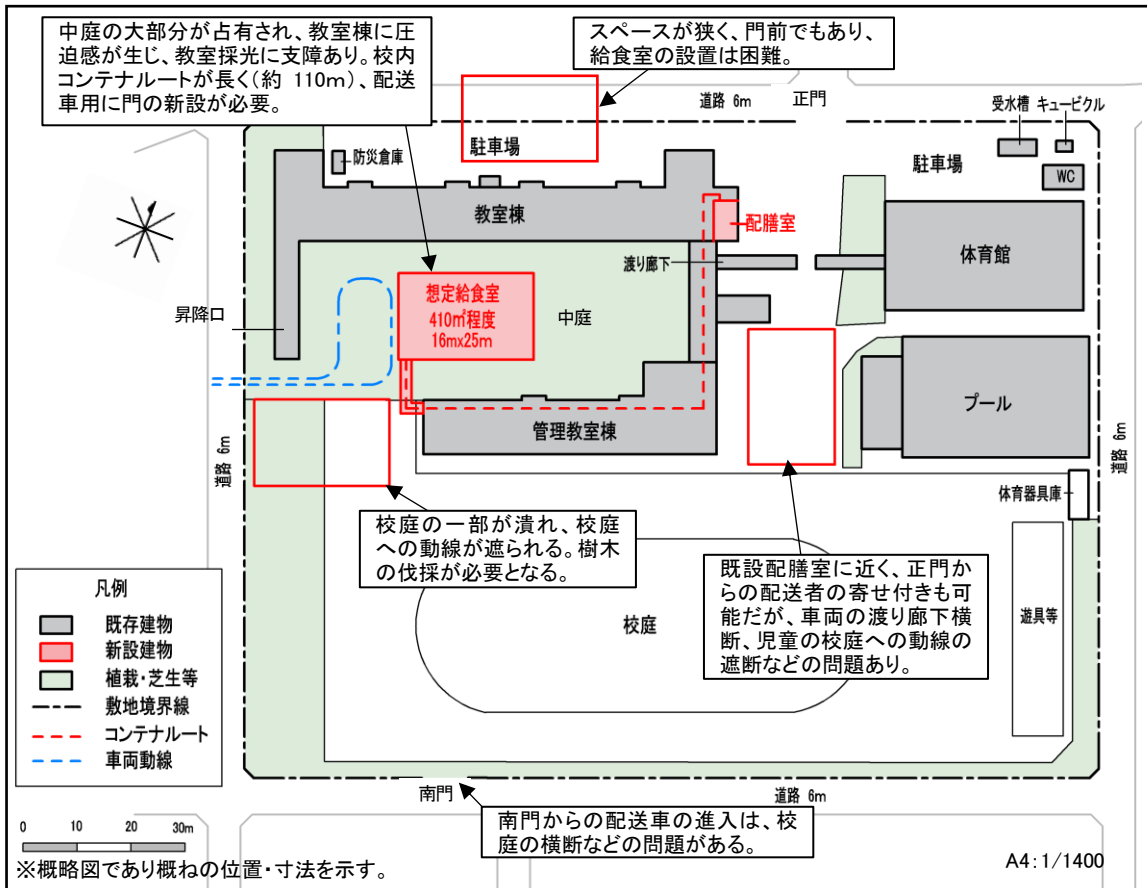 中庭の大部分が占有され、教室棟に圧
迫感が生じ、教室採光に支障あり。校内
コンテナルートが長く(約 110m)、配送
車用に門の新設が必要。
スペースが狭く、門前でもあり、
給食室の設置は困難。
道路 6m
正門
受水槽
キュービクル
防災倉庫
駐車場
駐車場
WC
教室棟
配膳室
渡り廊下
体育館
想定給食室
410㎡程度
16mx25m
中庭
昇降口
プール
管理教室棟
道路 6m
道路 6m
体育器具庫
校庭の一部が潰れ、校庭
への動線が遮られる。樹木
の伐採が必要となる。
既設配膳室に近く、正門か
らの配送者の寄せ付きも可
能だが、車両の渡り廊下横
断、児童の校庭への動線の
遮断などの問題あり。
校庭
遊具等
凡例
既存建物
新設建物
植栽・芝生等
敷地境界線
コンテナルート
車両動線
南門
道路 6m
南門からの配送車の進入は、校
庭の横断などの問題がある。
0 10 20 30m
※概略図であり概ねの位置・寸法を示す。
A4:1/1400